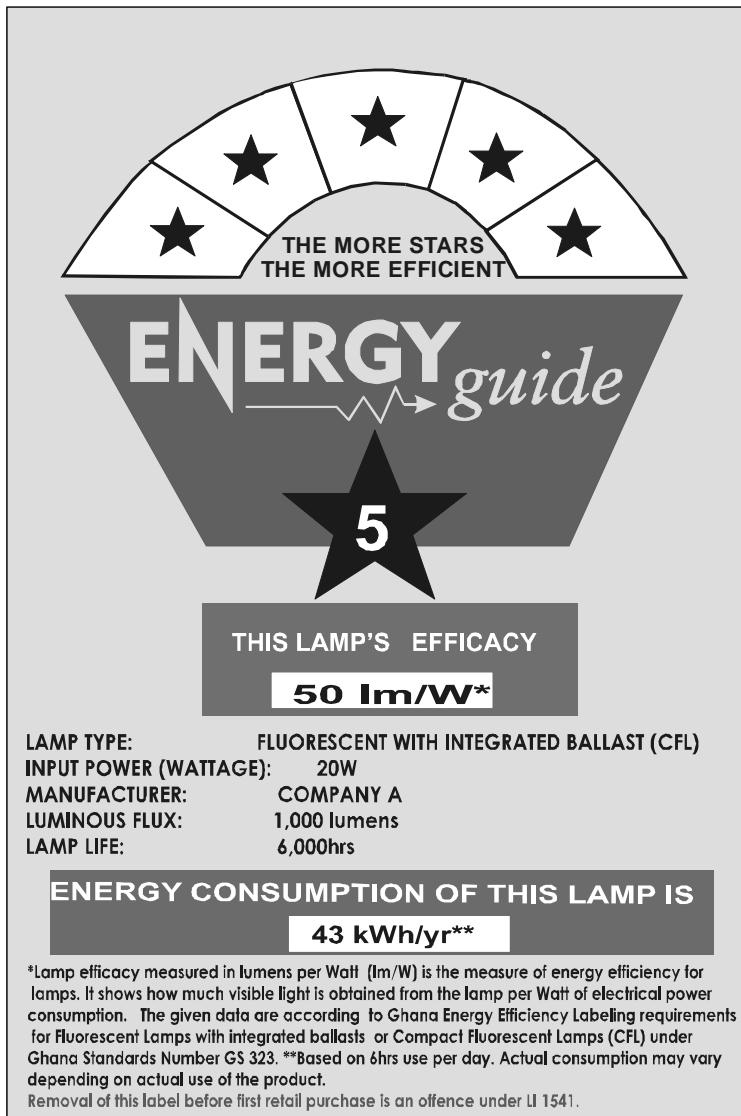 THE MORE STARS
THE MORE EFFICIENT
ENERGY guide
5
THIS LAMP'S EFFICACY
50 lm/W*
LAMP TYPE: FLUORESCENT WITH INTEGRATED BALLAST (CFL)
INPUT POWER (WATTAGE): 20W
MANUFACTURER: COMPANY A
LUMINOUS FLUX: 1,000 lumens
LAMP LIFE: 6,000hrs
ENERGY CONSUMPTION OF THIS LAMP IS
43 kWh/yr**
*Lamp efficacy measured in lumens per Watt (lm/W) is the measure of energy efficiency for
lamps. It shows how much visible light is obtained from the lamp per Watt of electrical power
consumption. The given data are according to Ghana Energy Efficiency Labeling requirements
for Fluorescent Lamps with integrated ballasts or Compact Fluorescent Lamps (CFL) under
Ghana Standards Number GS 323. **Based on 6hrs use per day. Actual consumption may vary
depending on actual use of the product.
Removal of this label before first retail purchase is an offence under LI 1541.